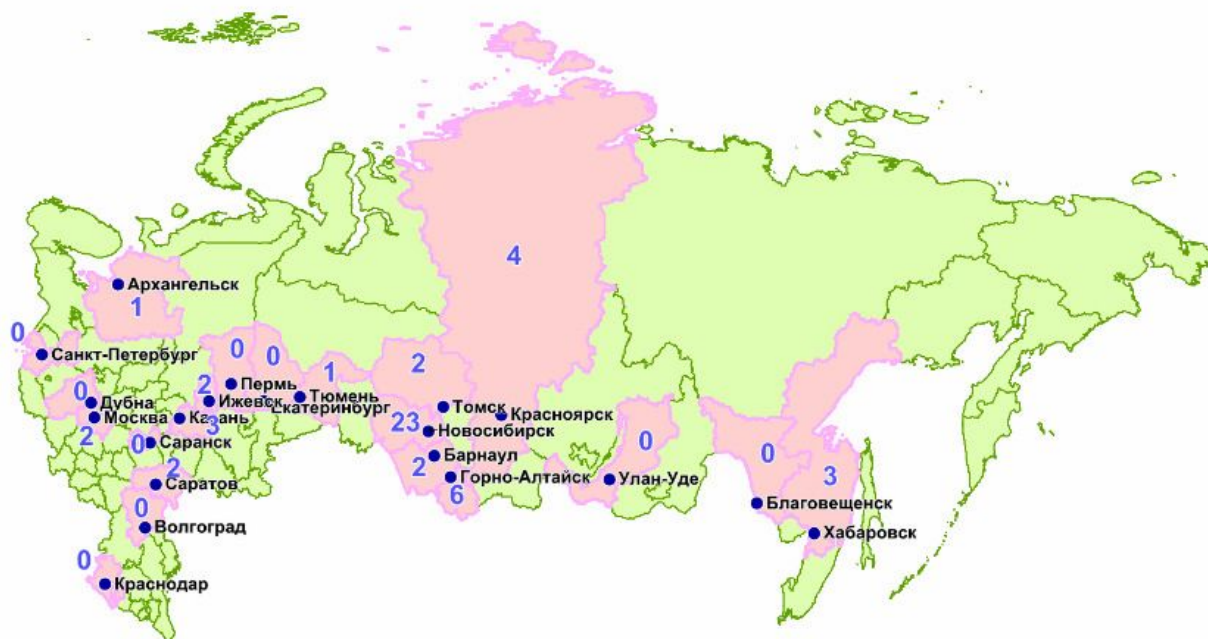 4
Архангельск
1
0
Санкт-Петербург
0
0
1
2
Пермь
2
0
Ижевск
Тюмень
Екатеринбург
Дубна
Томск
Красноярск
Москва
Казань
2
3
23
Новосибирск
0
Саранск
0
0
Барнаул
2
2
3
Саратов
Горно-Алтайск
6
Улан-Уде
0
Благовещенск
Волгоград
Хабаровск
0
Краснодар